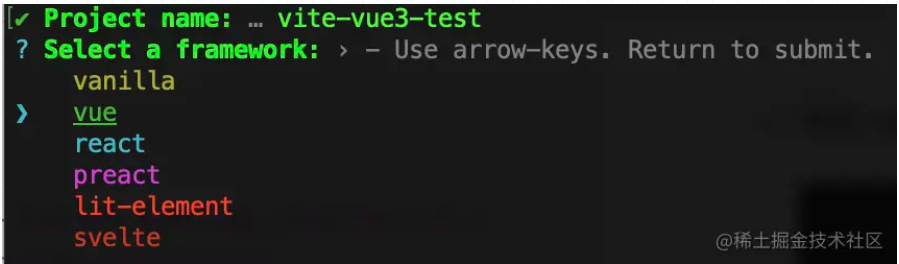 ✔ Project name: … vite-vue3-test
? Select a framework: › - Use arrow-keys. Return to submit.
vanilla
❯ vue
react
preact
lit-element
svelte
@稀土掘金技术社区